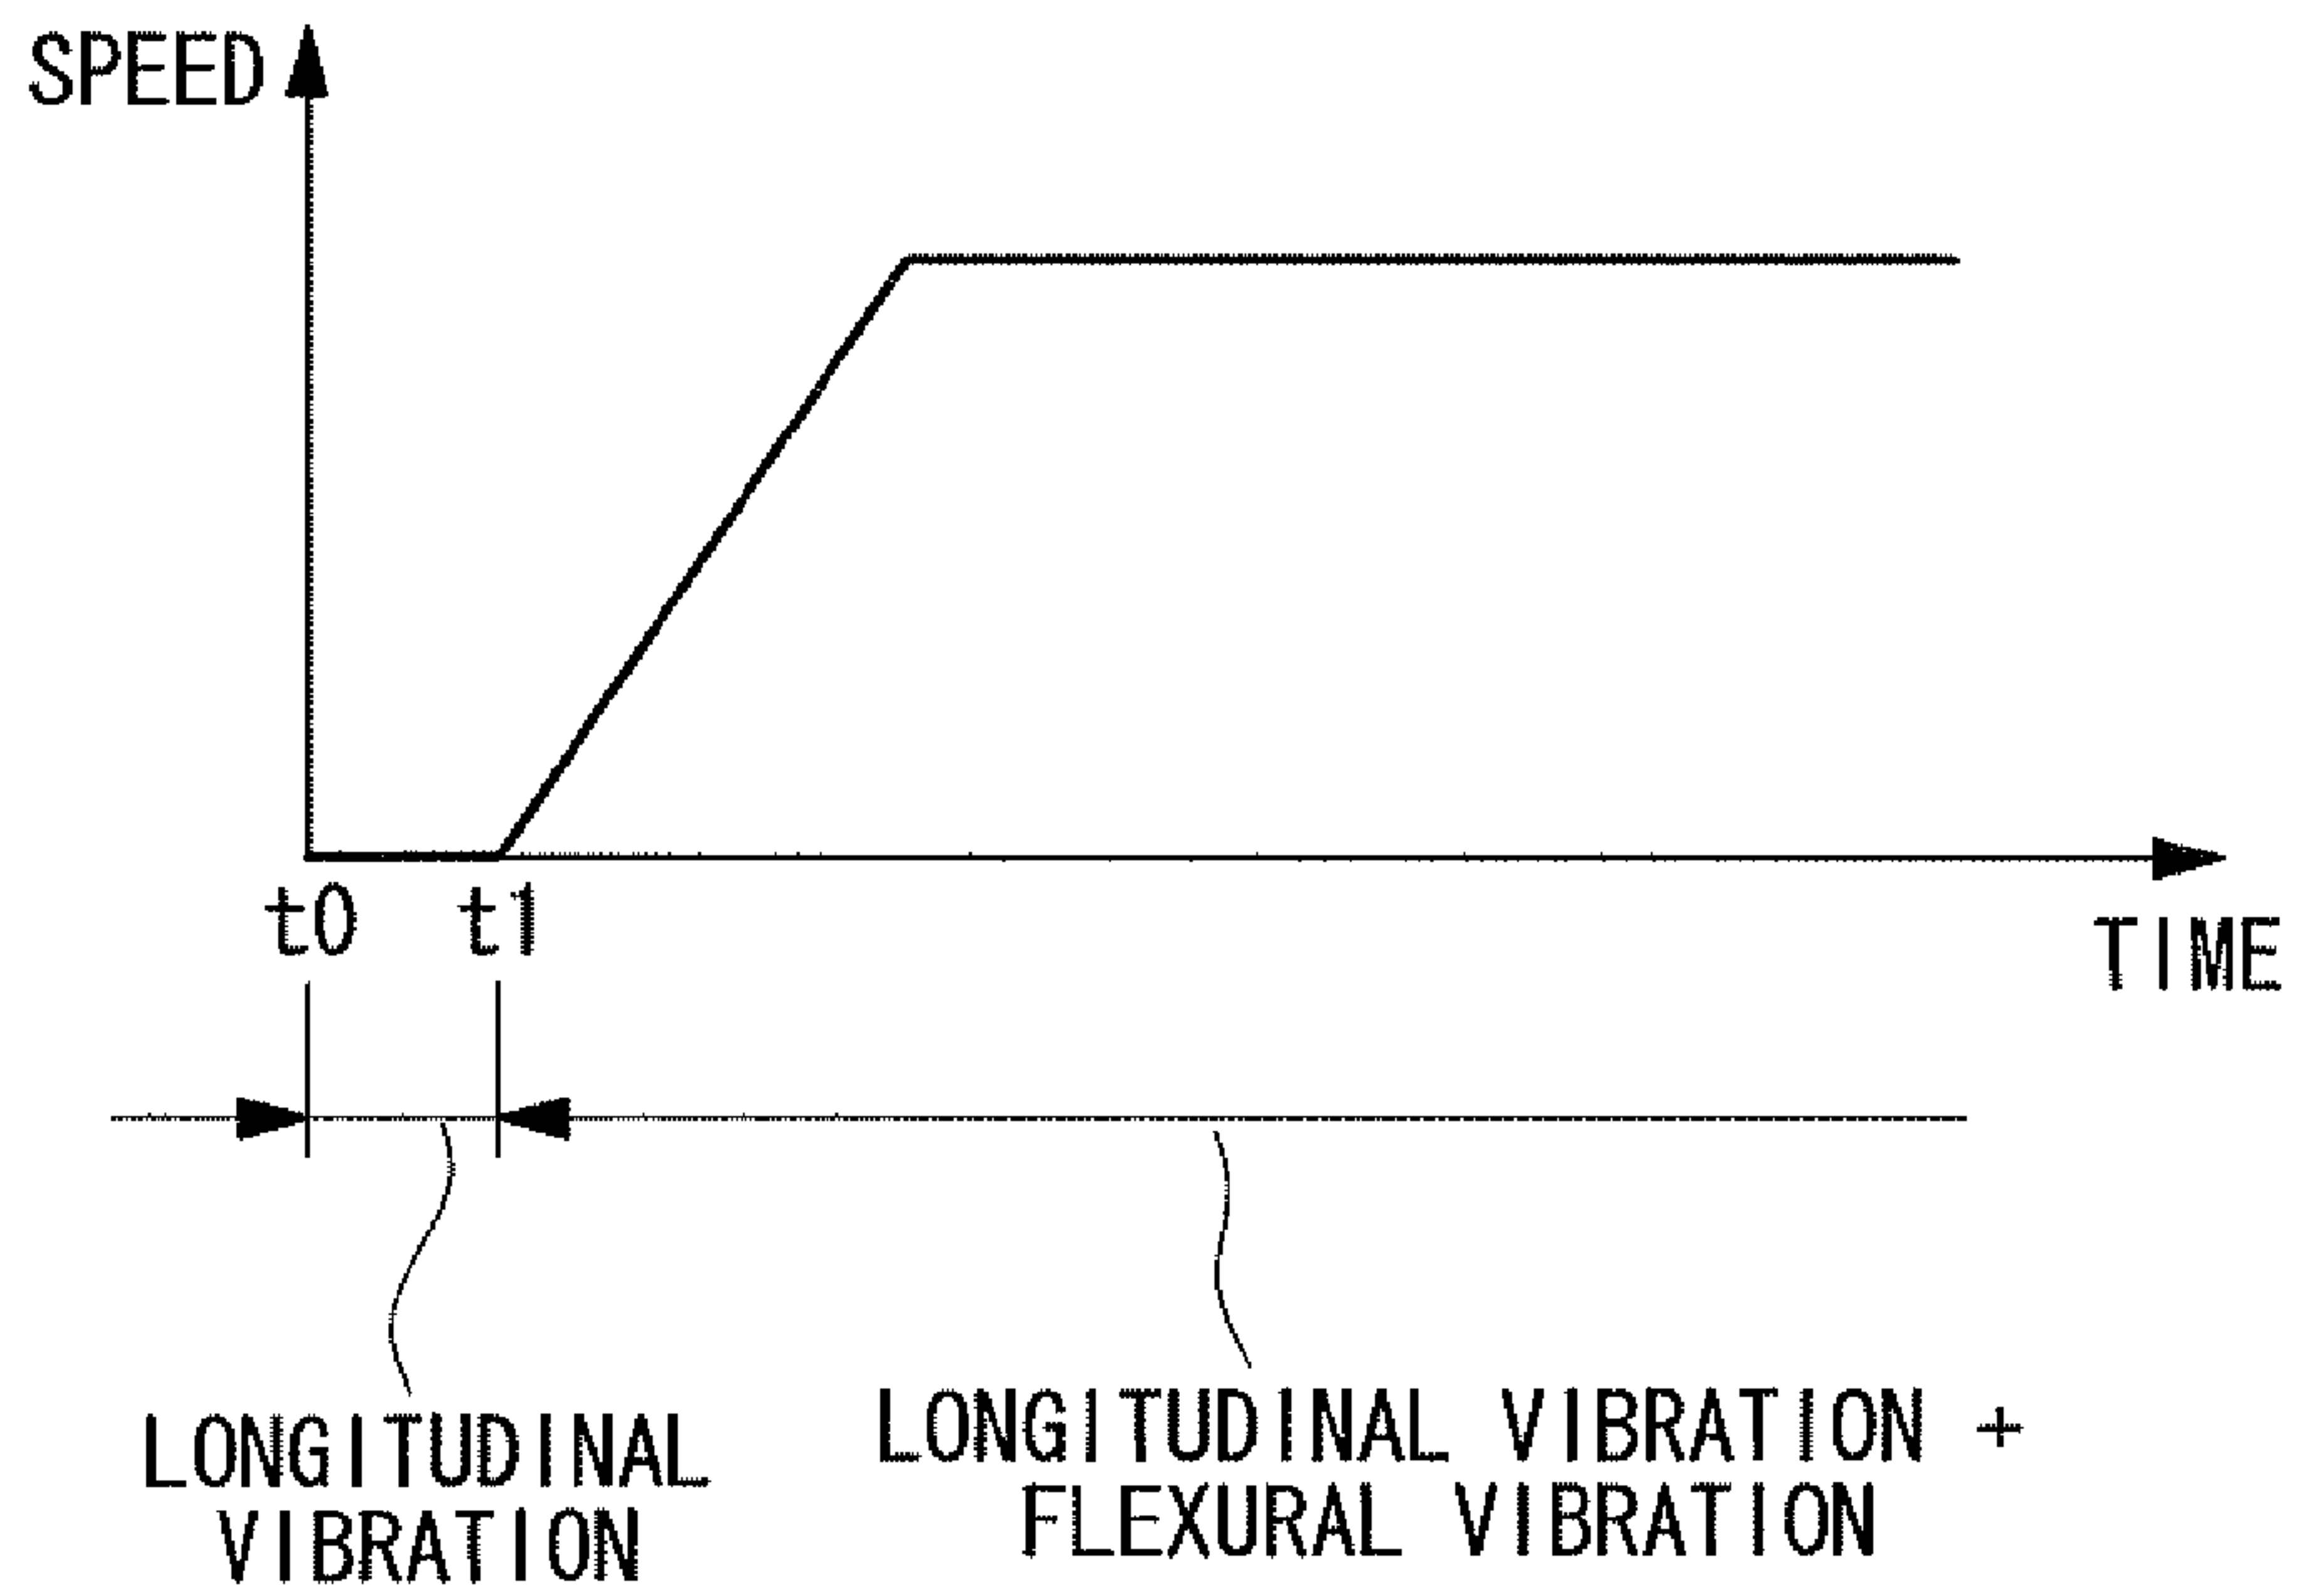 SPEED
t0
t1
TIME
LONGITUDINAL
VIBRATION
LONGITUDINAL VIBRATION +
FLEXURAL VIBRATION